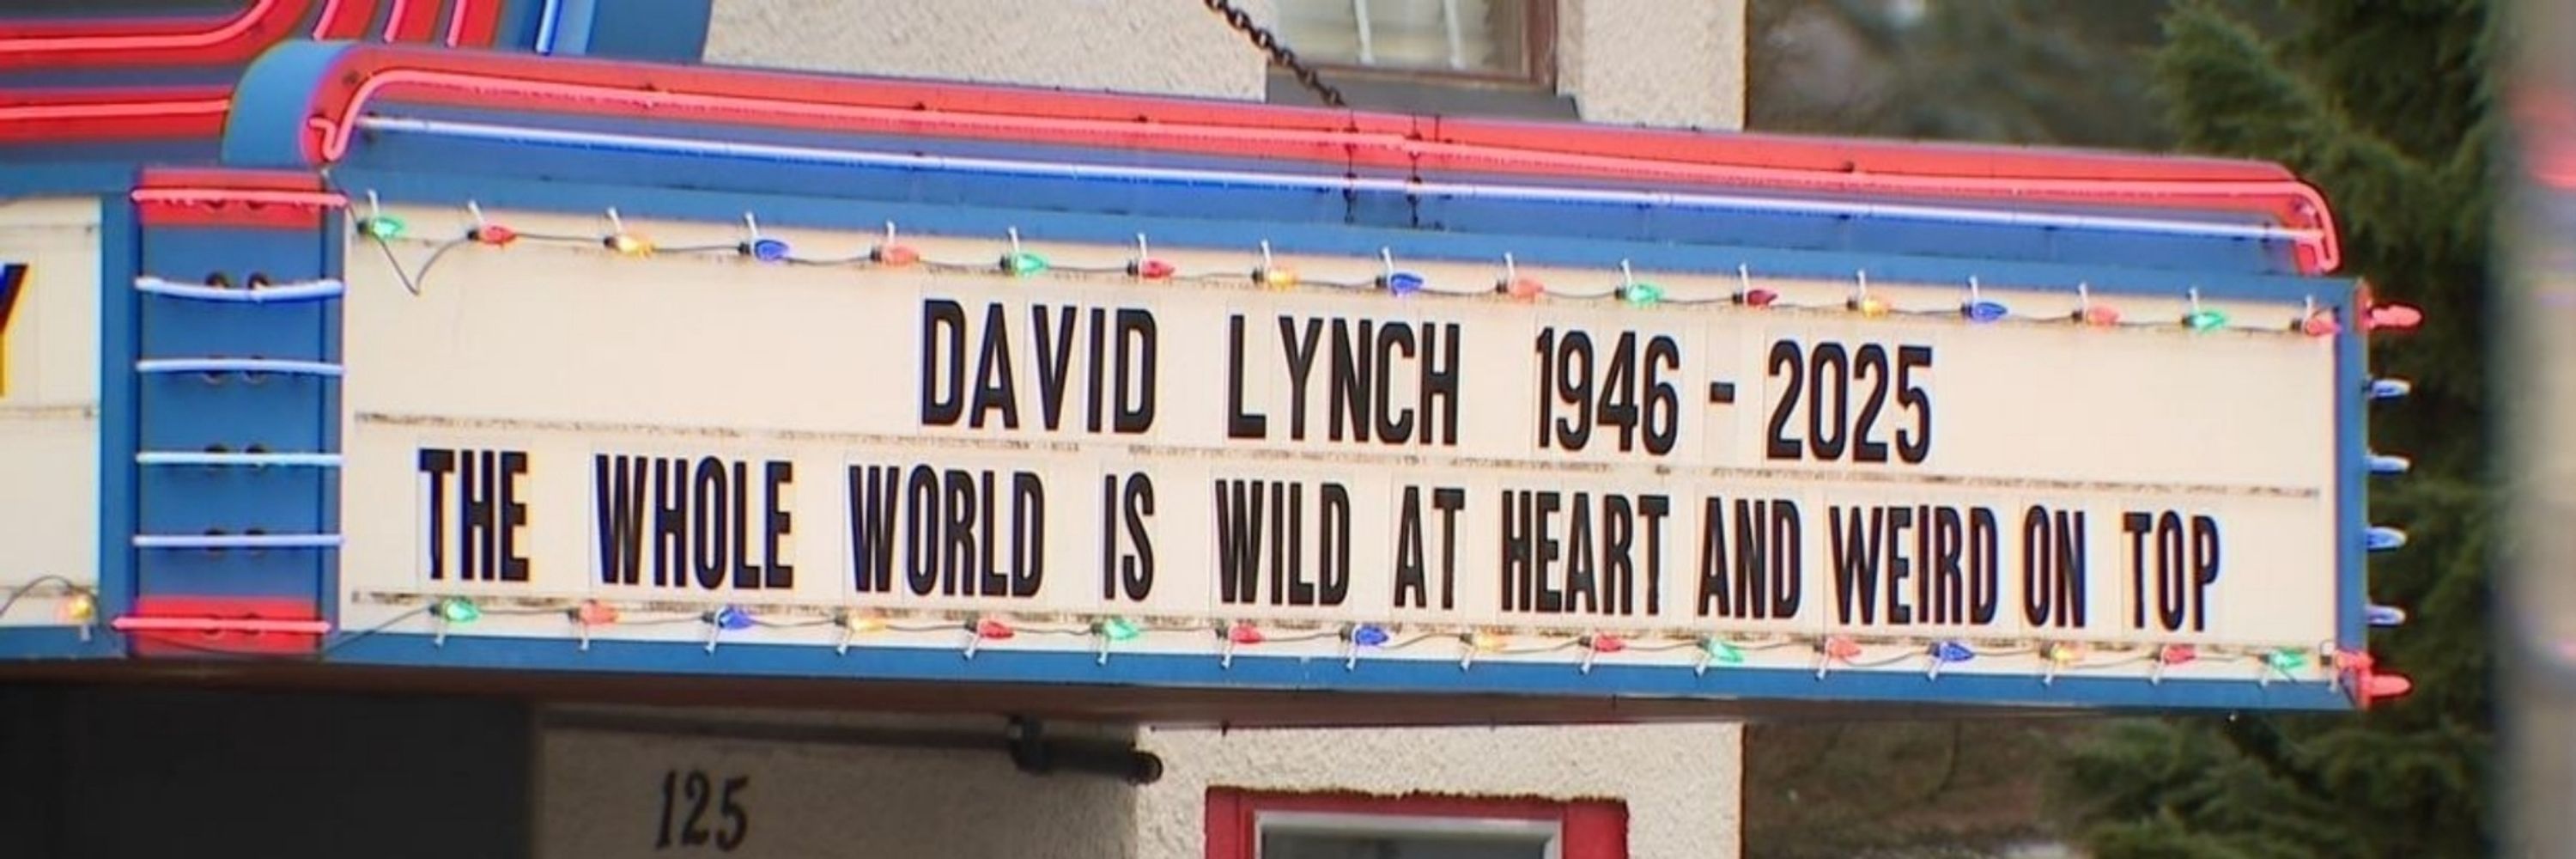 Y
DAVID LYNCH 1946 - 2025
THE WHOLE WORLD IS WILD AT HEART AND WEIRD ON TOP
125